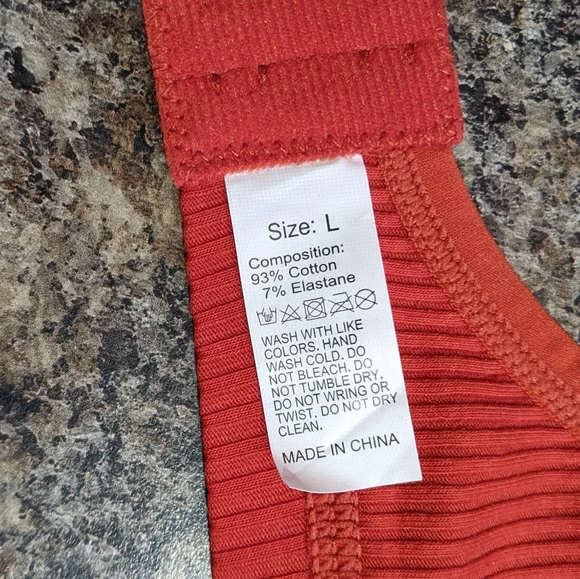 Size: L
Composition:
93% Cotton
7% Elastane
WASH WITH LIKE
COLORS. HAND
WASH COLD. DO
NOT BLEACH. DO
NOT TUMBLE DRY.
DO NOT WRING OR
TWIST. DO NOT DRY
CLEAN.
MADE IN CHINA